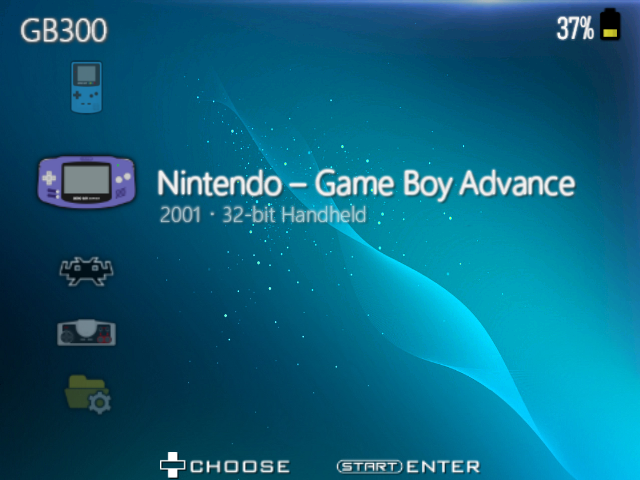 GB300
37%
Nintendo – Game Boy Advance
2001 · 32-bit Handheld
CHOOSE
START ENTER